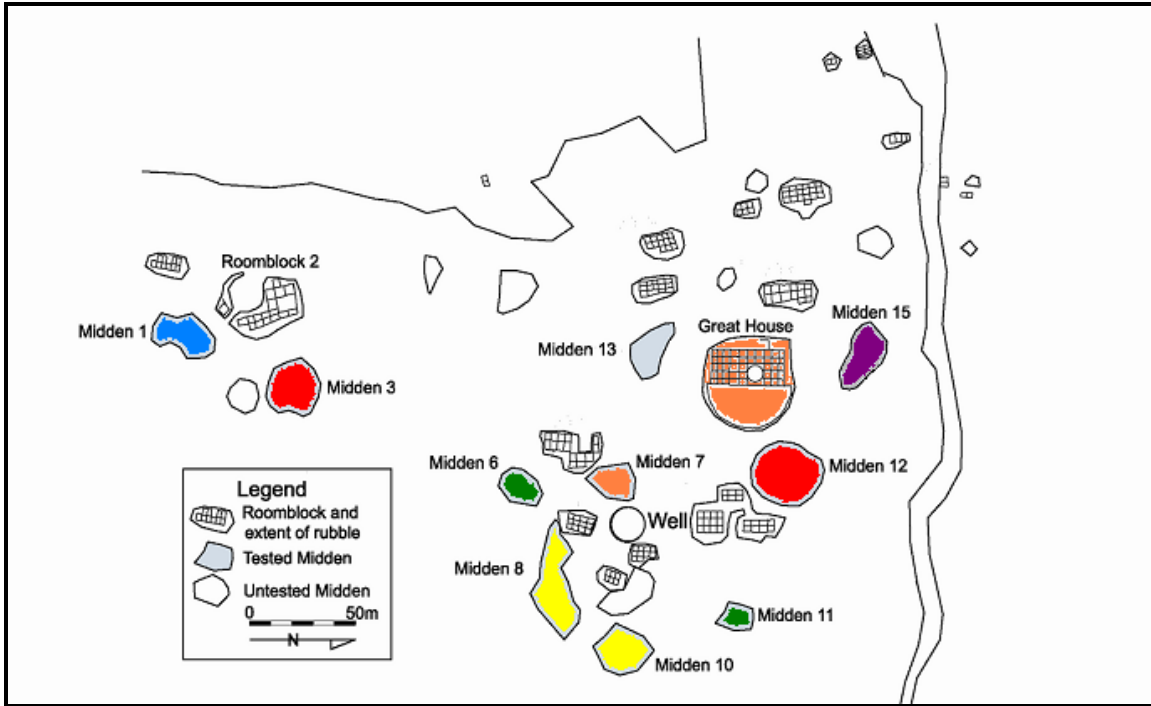 Roomblock 2
Midden 1
Midden 3
Midden 13
Great House
Midden 15
Midden 6
Midden 7
Midden 12
Well
Midden 8
Midden 11
Midden 10
Legend
Roomblock and
extent of rubble
Tested Midden
Untested Midden
0 50m
N